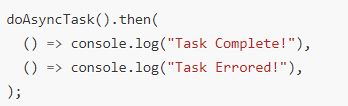 doAsyncTask().then(
  () => console.log("Task Complete!"),
  () => console.log("Task Errored!"),
);